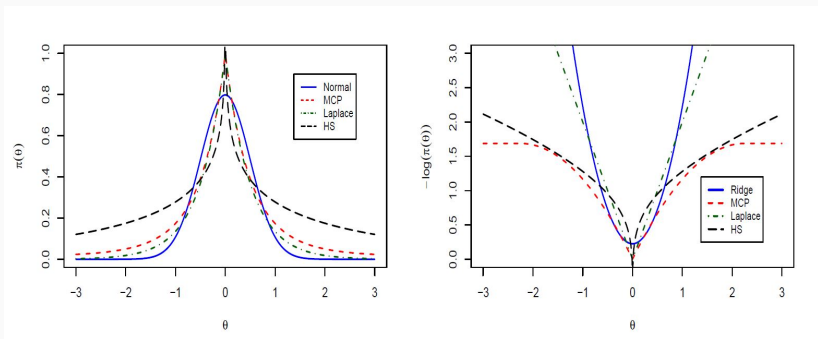 π(θ)
0.0 0.2 0.4 0.6 0.8 1.0
Normal
MCP
Laplace
HS
−3 −2 −1 0 1 2 3
θ
−log(π(θ))
0.0 0.5 1.0 1.5 2.0 2.5 3.0
Ridge
MCP
Laplace
HS
−3 −2 −1 0 1 2 3
θ